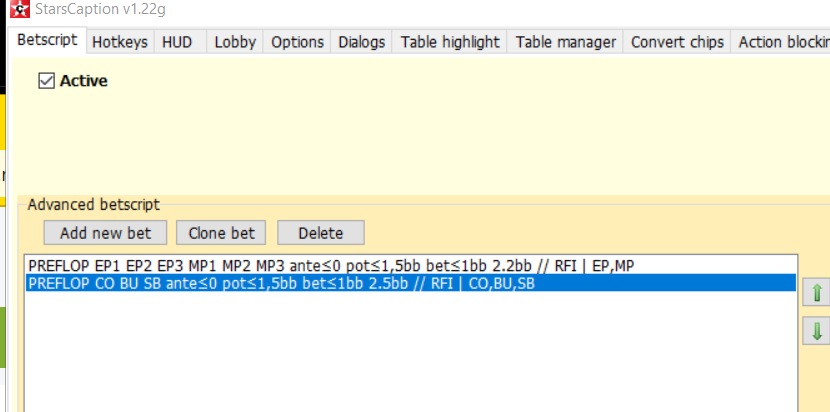 StarsCaption v1.22g
Betscript Hotkeys HUD Lobby Options Dialogs Table highlight Table manager Convert chips Action blockin
Active
Advanced betscript
Add new bet Clone bet Delete
PREFLOP EP1 EP2 EP3 MP1 MP2 MP3 ante≤0 pot≤1,5bb bet≤1bb 2.2bb // RFI | EP,MP
PREFLOP CO BU SB ante≤0 pot≤1,5bb bet≤1bb 2.5bb // RFI | CO,BU,SB